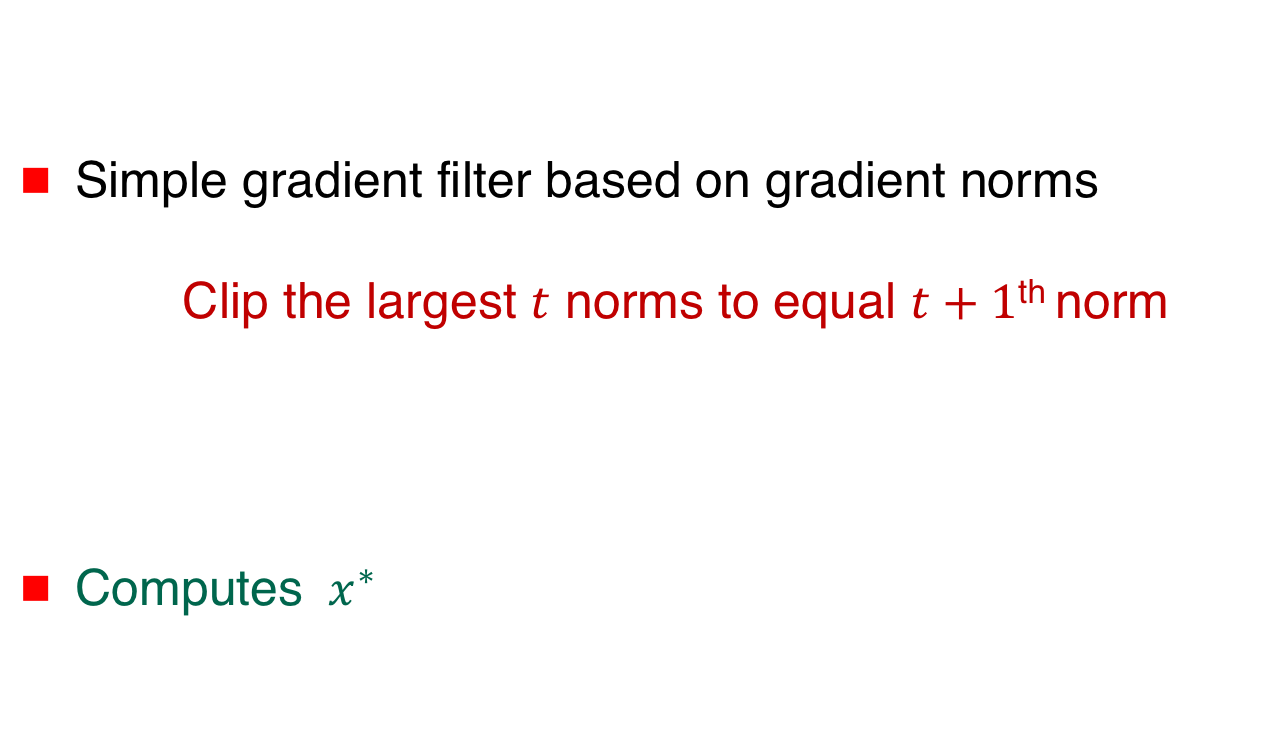 Simple gradient filter based on gradient norms
Clip the largest t norms to equal t + 1ᵗʰ norm
Computes x*